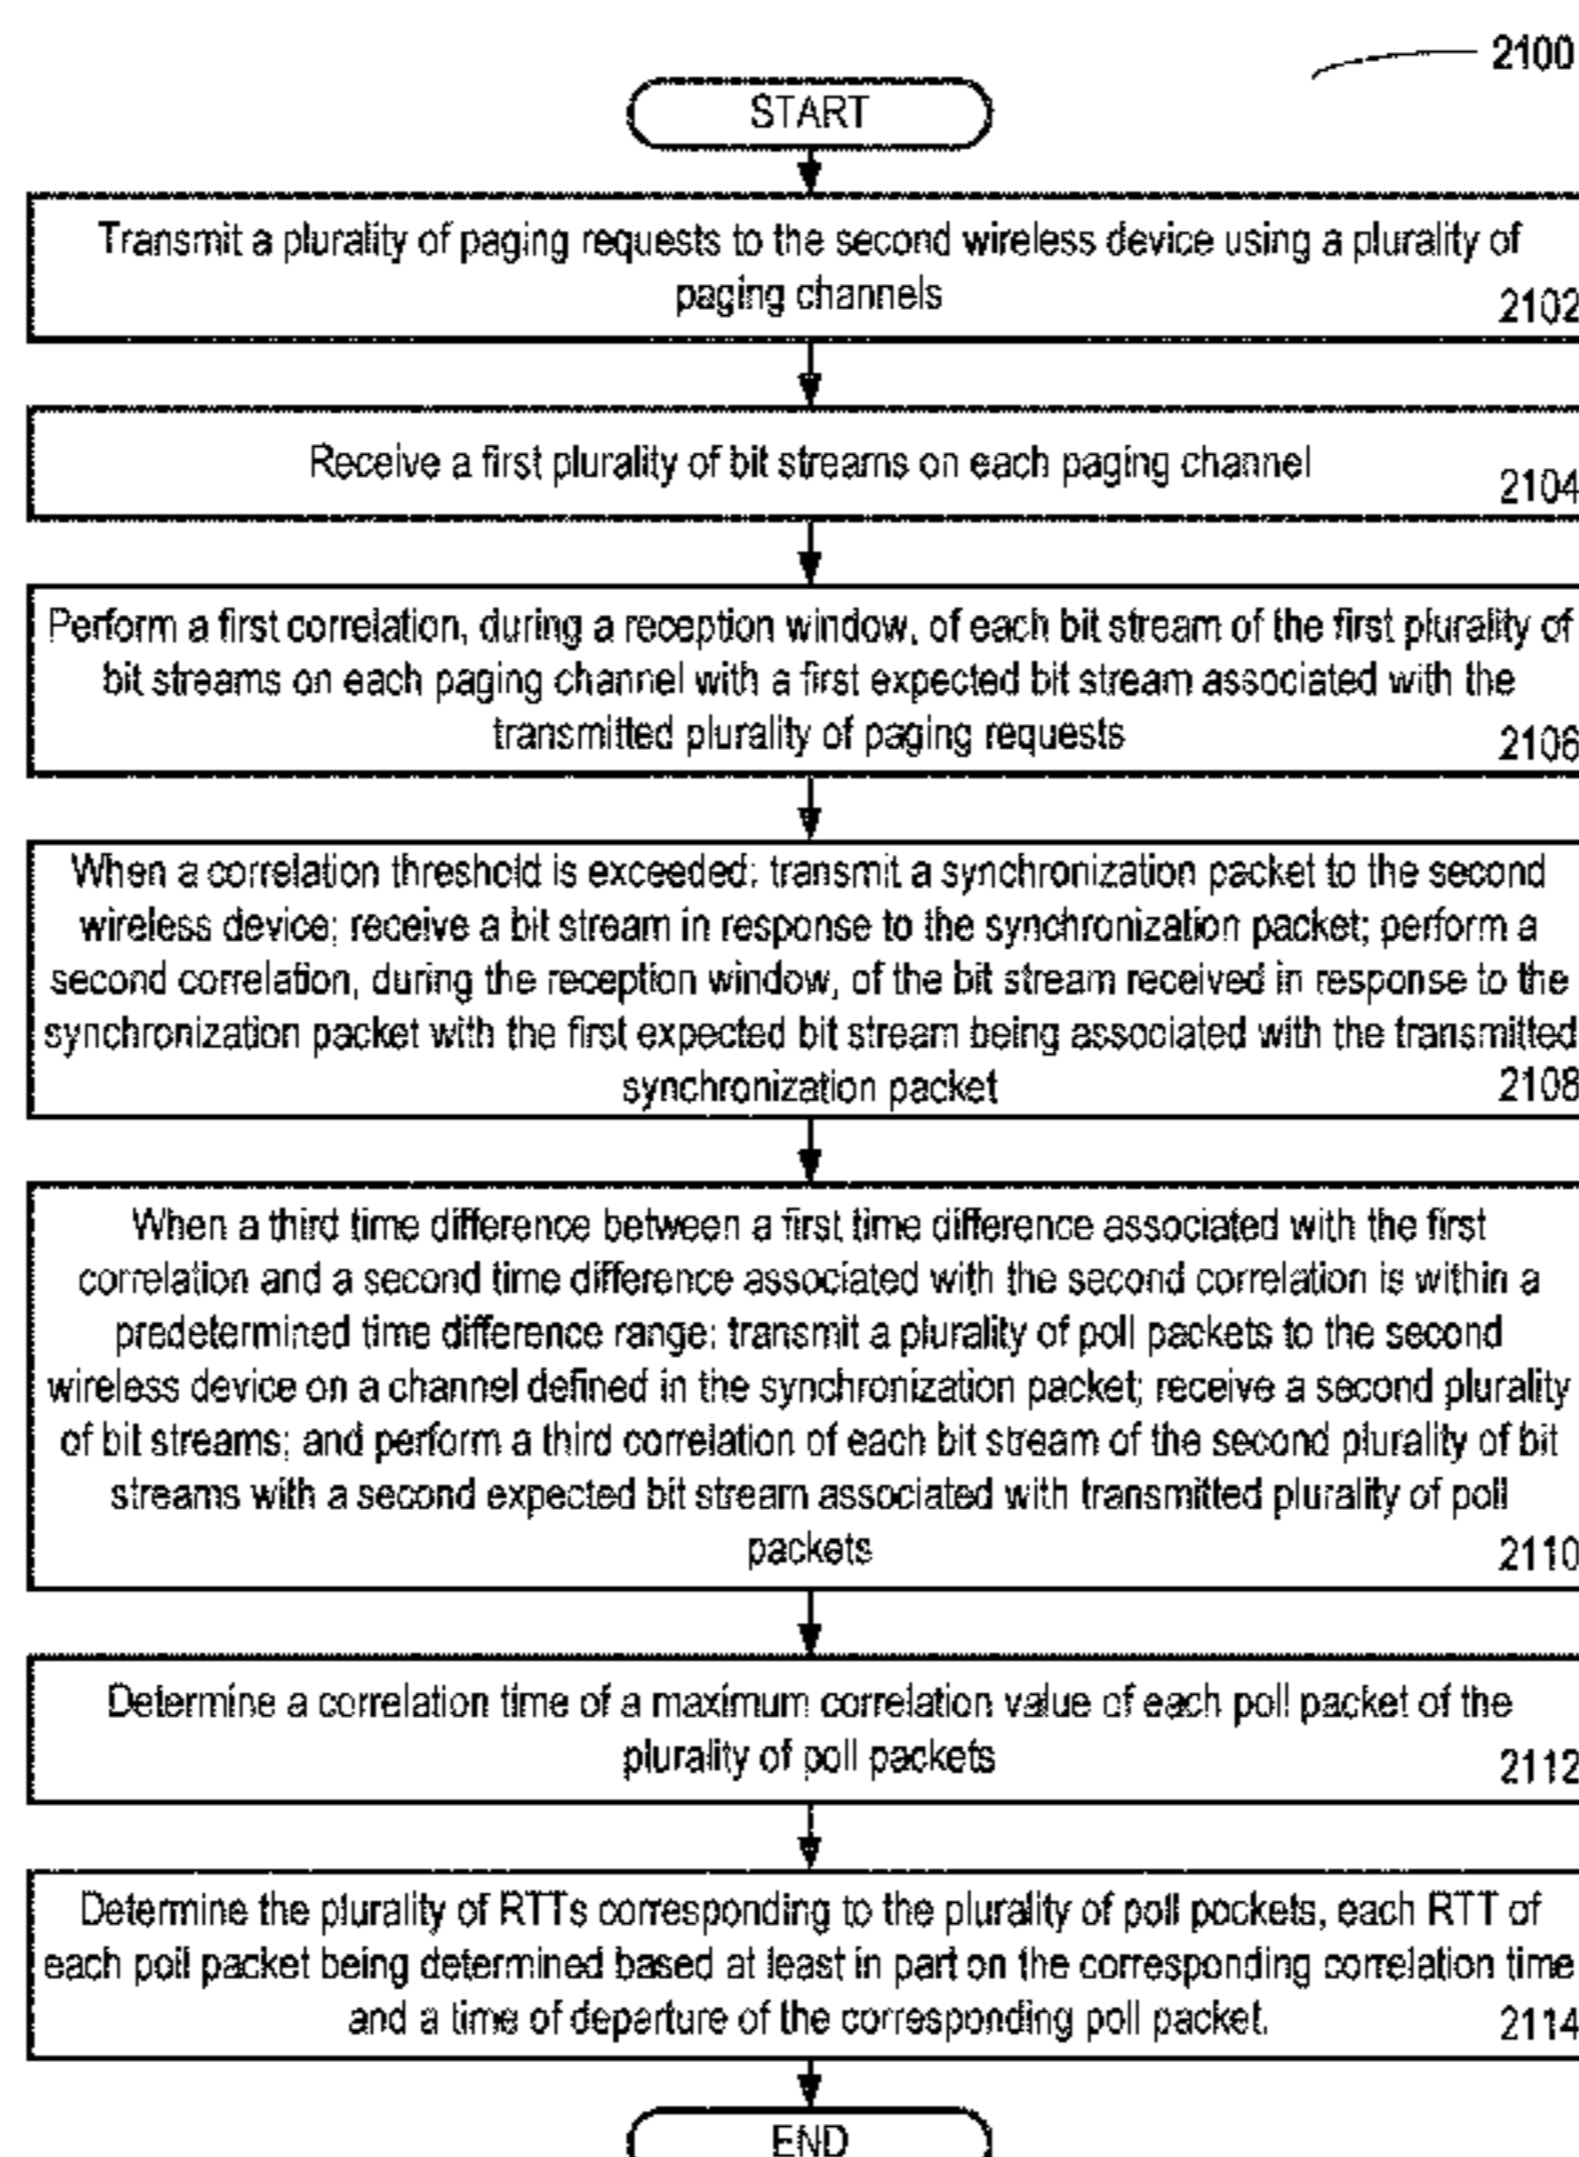 2100
START
Transmit a plurality of paging requests to the second wireless device using a plurality of
paging channels
2102
Receive a first plurality of bit streams on each paging channel
2104
Perform a first correlation, during a reception window, of each bit stream of the first plurality of
bit streams on each paging channel with a first expected bit stream associated with the
transmitted plurality of paging requests
2106
When a correlation threshold is exceeded: transmit a synchronization packet to the second
wireless device; receive a bit stream in response to the synchronization packet; perform a
second correlation, during the reception window, of the bit stream received in response to the
synchronization packet with the first expected bit stream being associated with the transmitted
synchronization packet
2108
When a third time difference between a first time difference associated with the first
correlation and a second time difference associated with the second correlation is within a
predetermined time difference range: transmit a plurality of poll packets to the second
wireless device on a channel defined in the synchronization packet; receive a second plurality
of bit streams; and perform a third correlation of each bit stream of the second plurality of bit
streams with a second expected bit stream associated with transmitted plurality of poll
packets
2110
Determine a correlation time of a maximum correlation value of each poll packet of the
plurality of poll packets
2112
Determine the plurality of RTTs corresponding to the plurality of poll pockets, each RTT of
each poll packet being determined based at least in part on the corresponding correlation time
and a time of departure of the corresponding poll packet.
2114
END